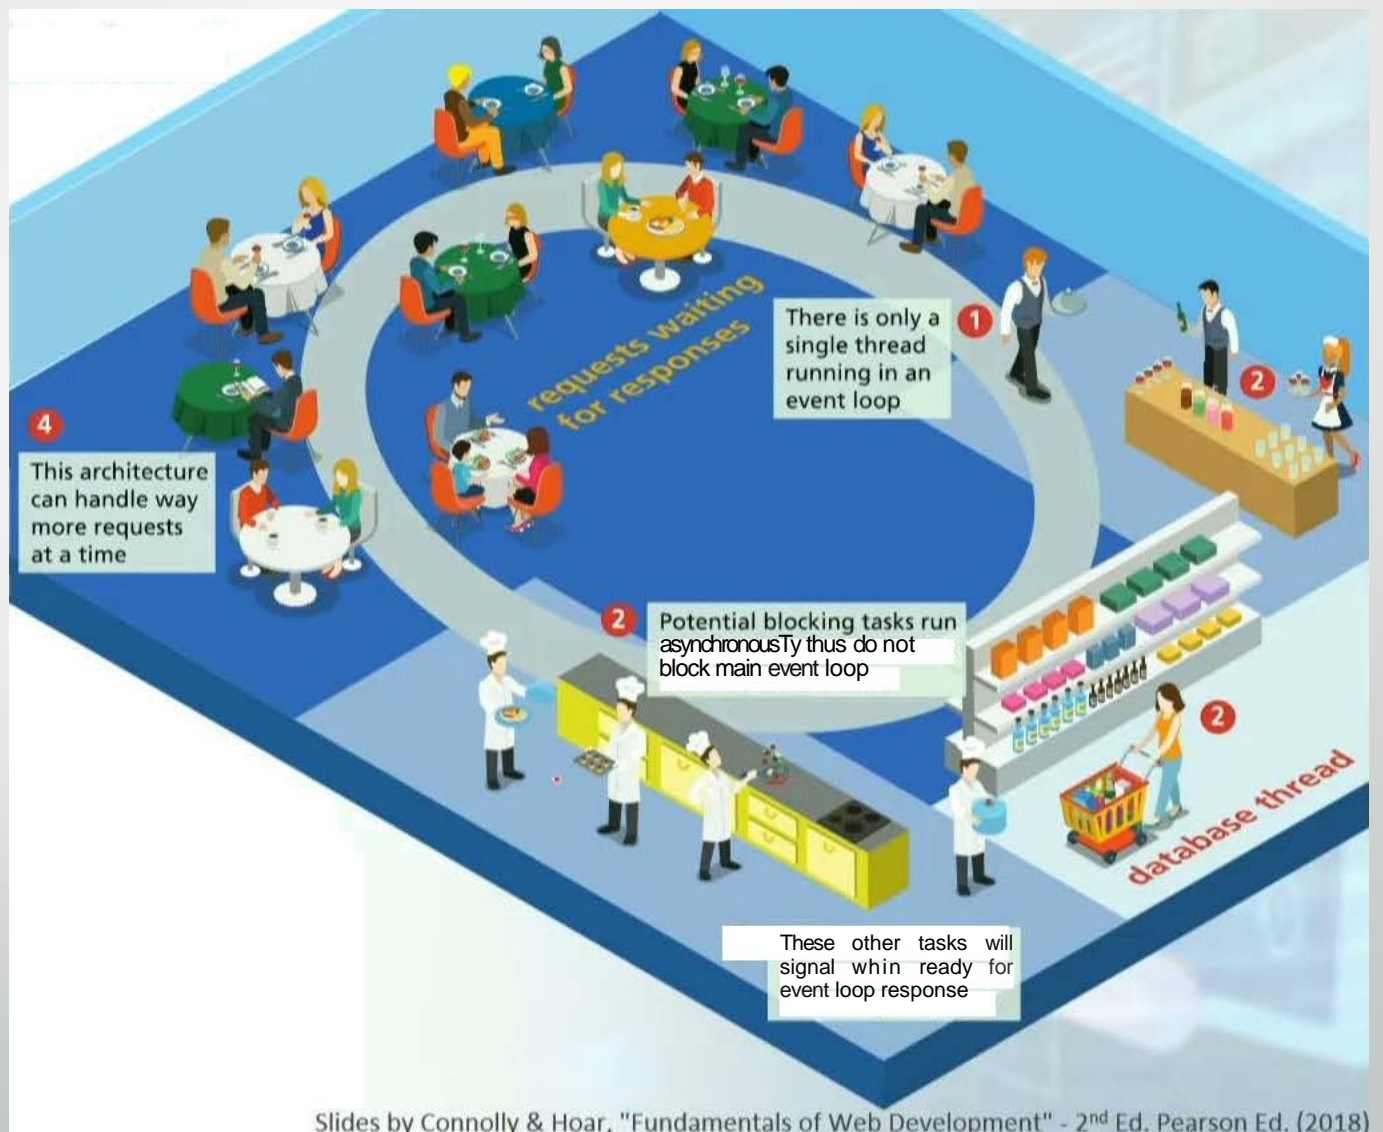 requests waiting
for responses
There is only a
single thread
running in an
event loop
1
2
4
This architecture
can handle way
more requests
at a time
2
Potential blocking tasks run
asynchronousTy thus do not
block main event loop
2
database thread
These other tasks will
signal whin ready for
event loop response
Slides by Connolly & Hoar, "Fundamentals of Web Development" - 2nd Ed. Pearson Ed. (2018)